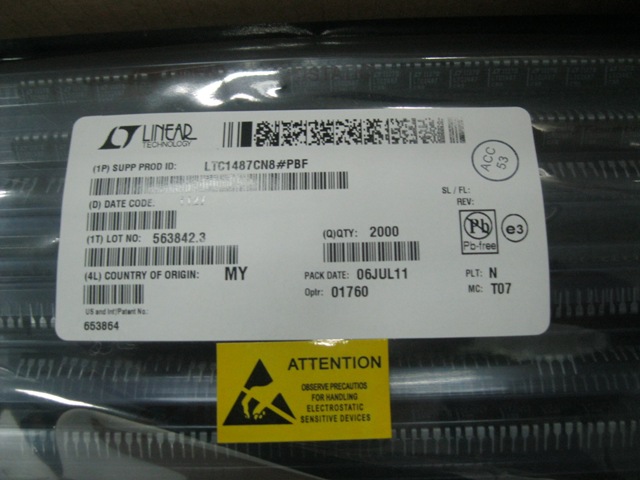 LINEAR
TECHNOLOGY
(1P) SUPP PROD ID: LTC1487CN8#PBF
ACC
53
(D) DATE CODE:
SL / FL:
REV:
(1T) LOT NO: 563842.3
(Q)QTY: 2000
Pb
Pb-free
e3
(4L) COUNTRY OF ORIGIN: MY
PACK DATE: 06JUL11
PLT: N
Optr: 01760
MC: T07
US and Int'l Patent No:
653864
ATTENTION
OBSERVE PRECAUTIOS
FOR HANDLING
ELECTROSTATIC
SENSITIVE DEVICES